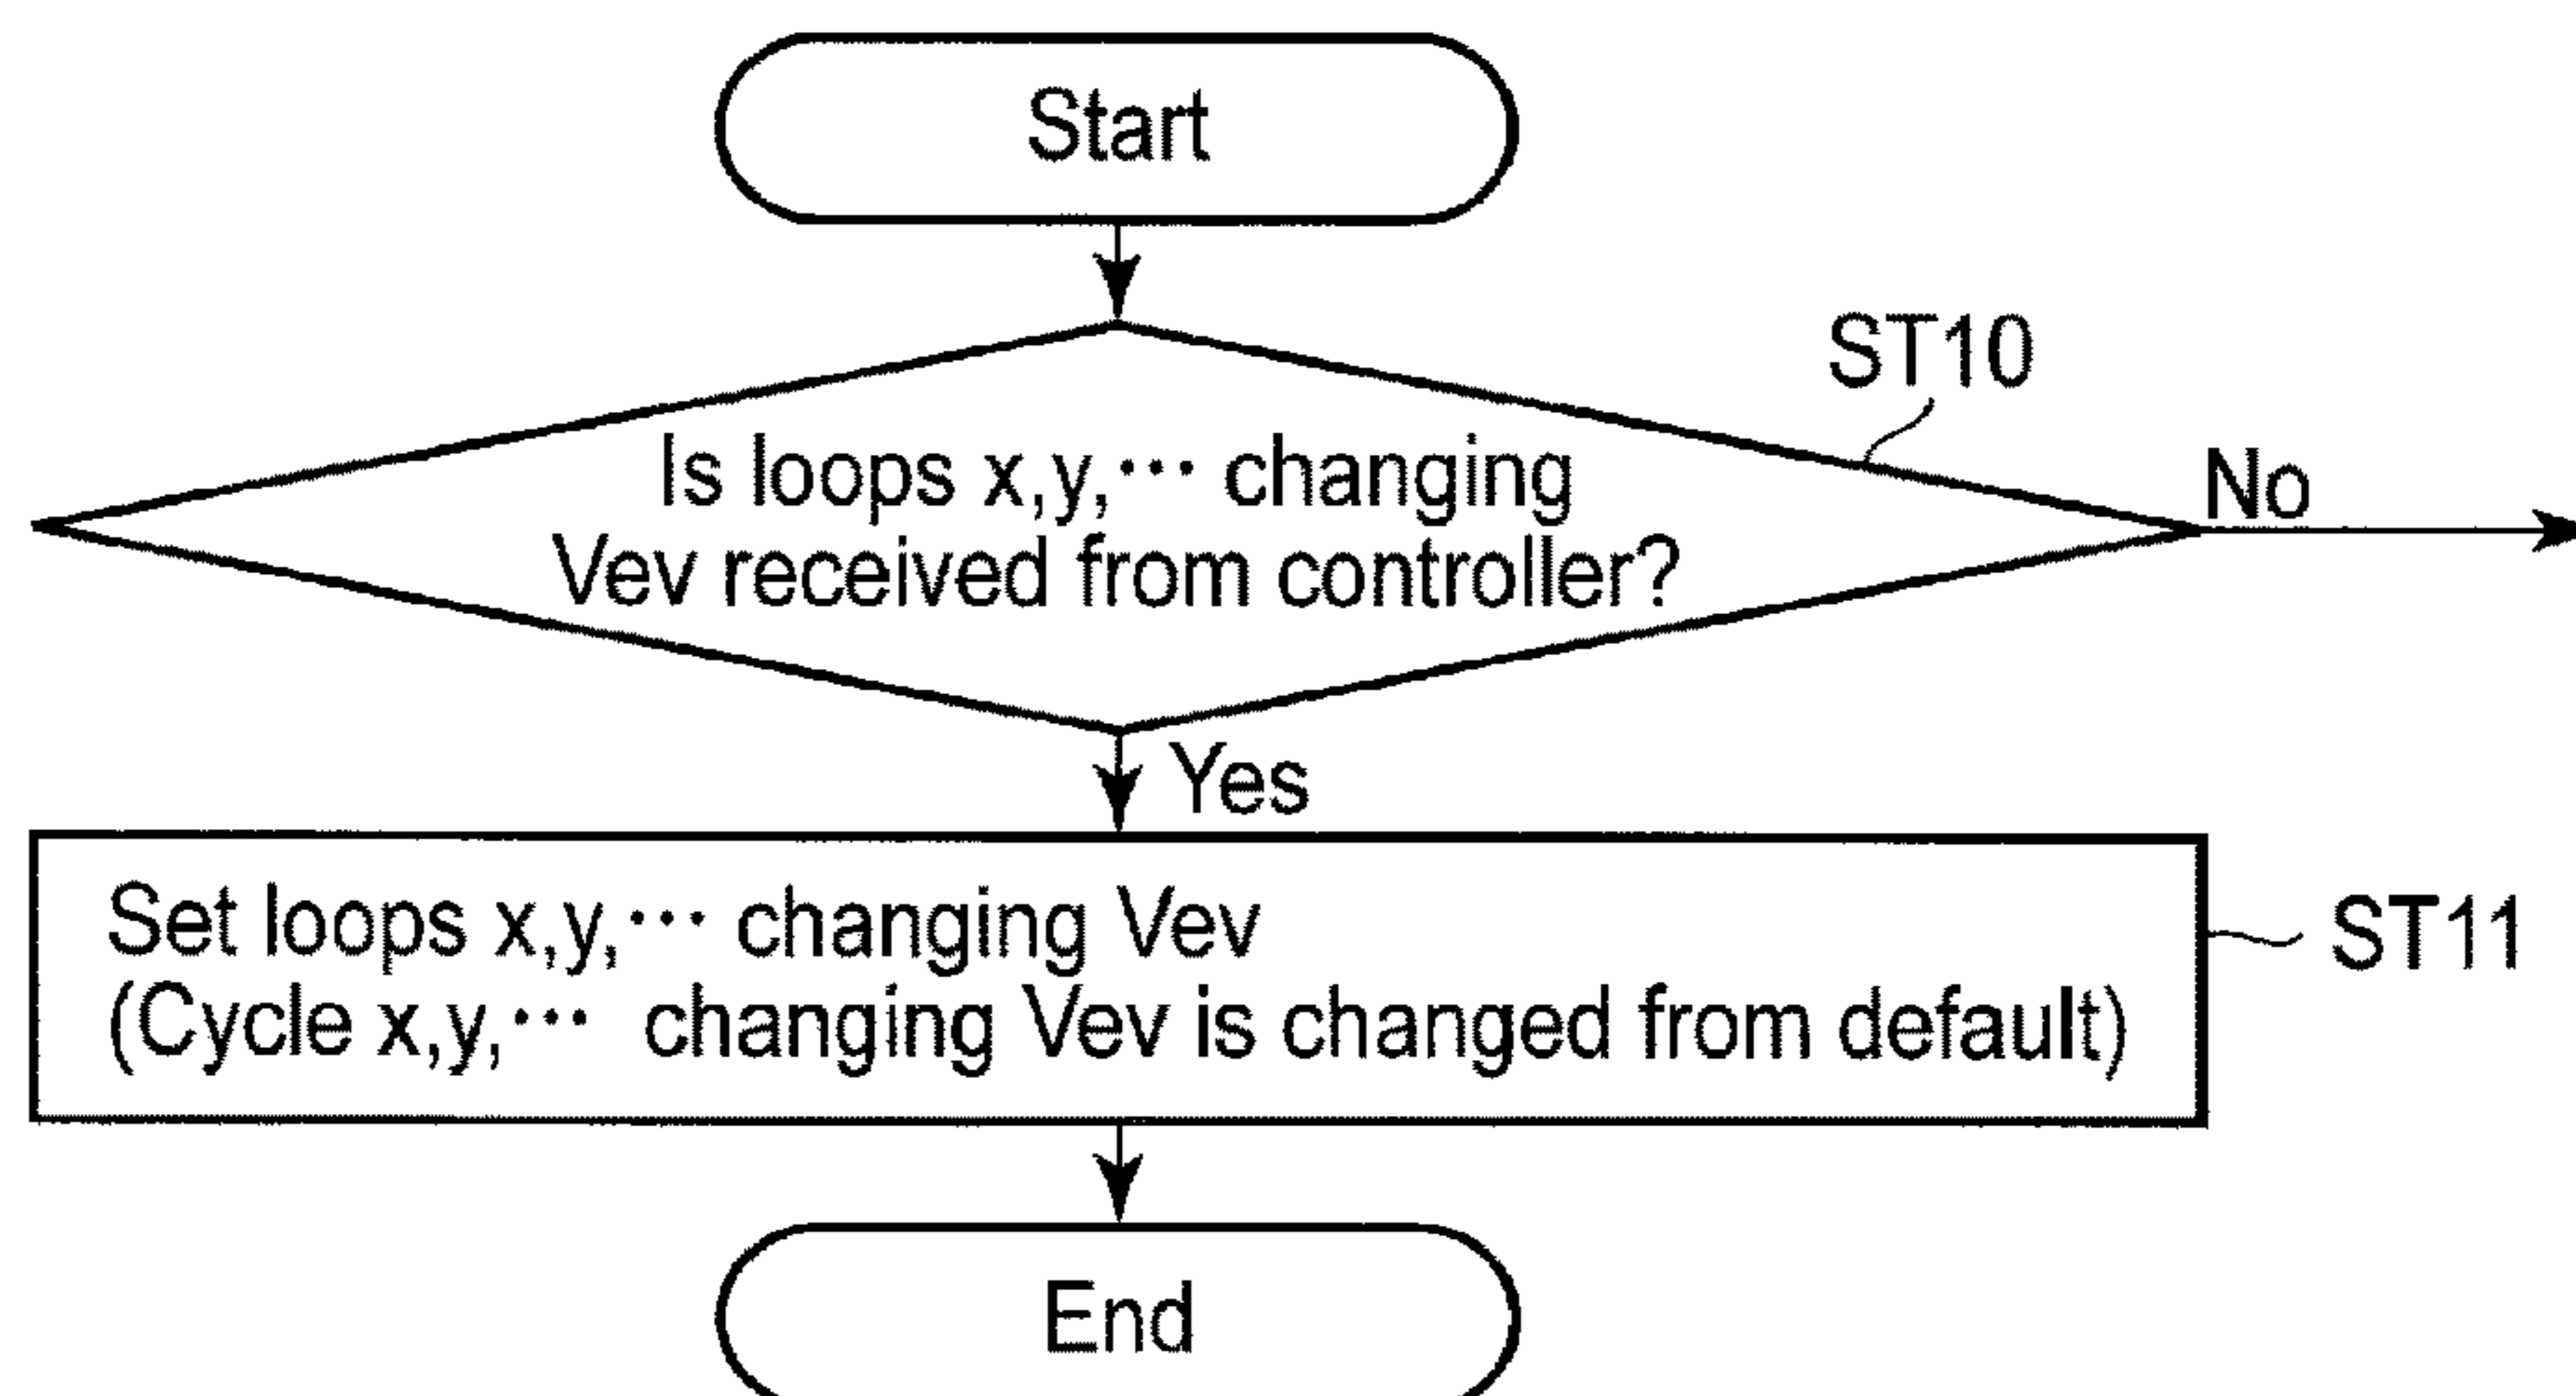 Start
ST10
Is loops x,y,··· changing
Vev received from controller?
No
Yes
Set loops x,y,··· changing Vev
(Cycle x,y,··· changing Vev is changed from default)
ST11
End